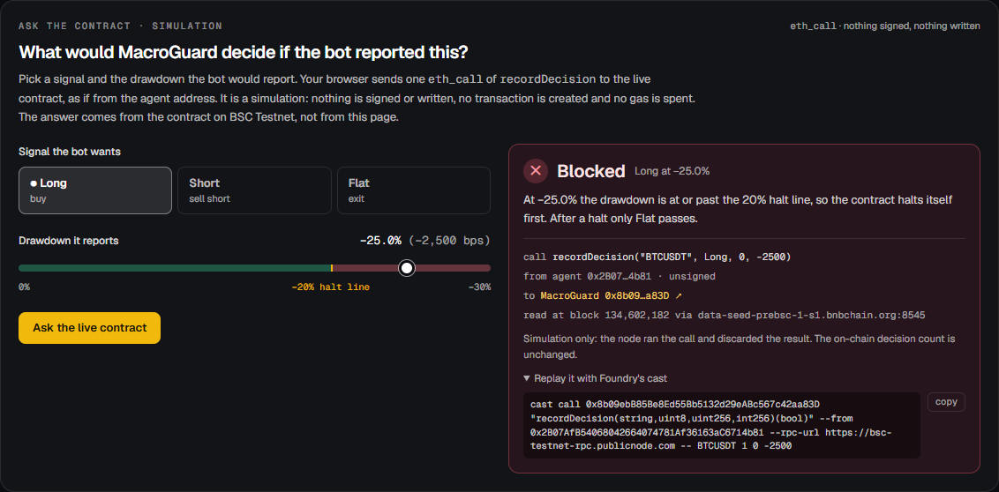 ASK THE CONTRACT · SIMULATION
eth_call · nothing signed, nothing written
What would MacroGuard decide if the bot reported this?
Pick a signal and the drawdown the bot would report. Your browser sends one eth_call of recordDecision to the live
contract, as if from the agent address. It is a simulation: nothing is signed or written, no transaction is created and no gas is spent.
The answer comes from the contract on BSC Testnet, not from this page.
Signal the bot wants
Long
buy
Short
sell short
Flat
exit
Drawdown it reports
−25.0% (−2,500 bps)
0%
−20% halt line
−30%
Ask the live contract
Blocked Long at −25.0%
At −25.0% the drawdown is at or past the 20% halt line, so the contract halts itself
first. After a halt only Flat passes.
call recordDecision("BTCUSDT", Long, 0, -2500)
from agent 0x2B07…4b81 · unsigned
to MacroGuard 0x8b09…a83D ↗
read at block 134,602,182 via data-seed-prebsc-1-s1.bnbchain.org:8545
Simulation only: the node ran the call and discarded the result. The on-chain decision count is
unchanged.
▼ Replay it with Foundry's cast
cast call 0x8b09ebB85Be8Ed55Bb5132d29eABc567c42aa83D
"recordDecision(string,uint8,uint256,int256)(bool)" --from
0x2B07AfB54068042664074781Af36163aC6714b81 --rpc-url https://bsc-
testnet-rpc.publicnode.com -- BTCUSDT 1 0 -2500
copy